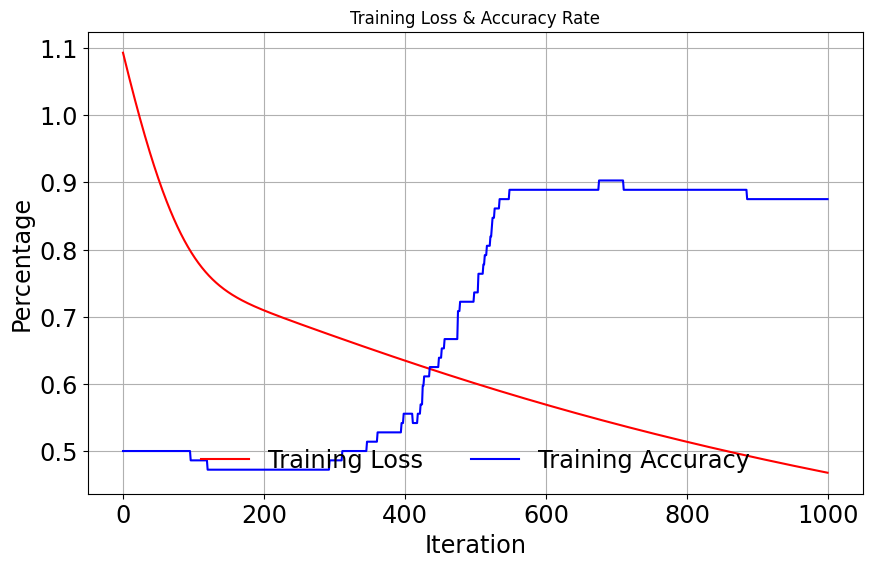 Training Loss & Accuracy Rate
Percentage
1.1
1.0
0.9
0.8
0.7
0.6
0.5
Training Loss Training Accuracy
0 200 400 600 800 1000
Iteration